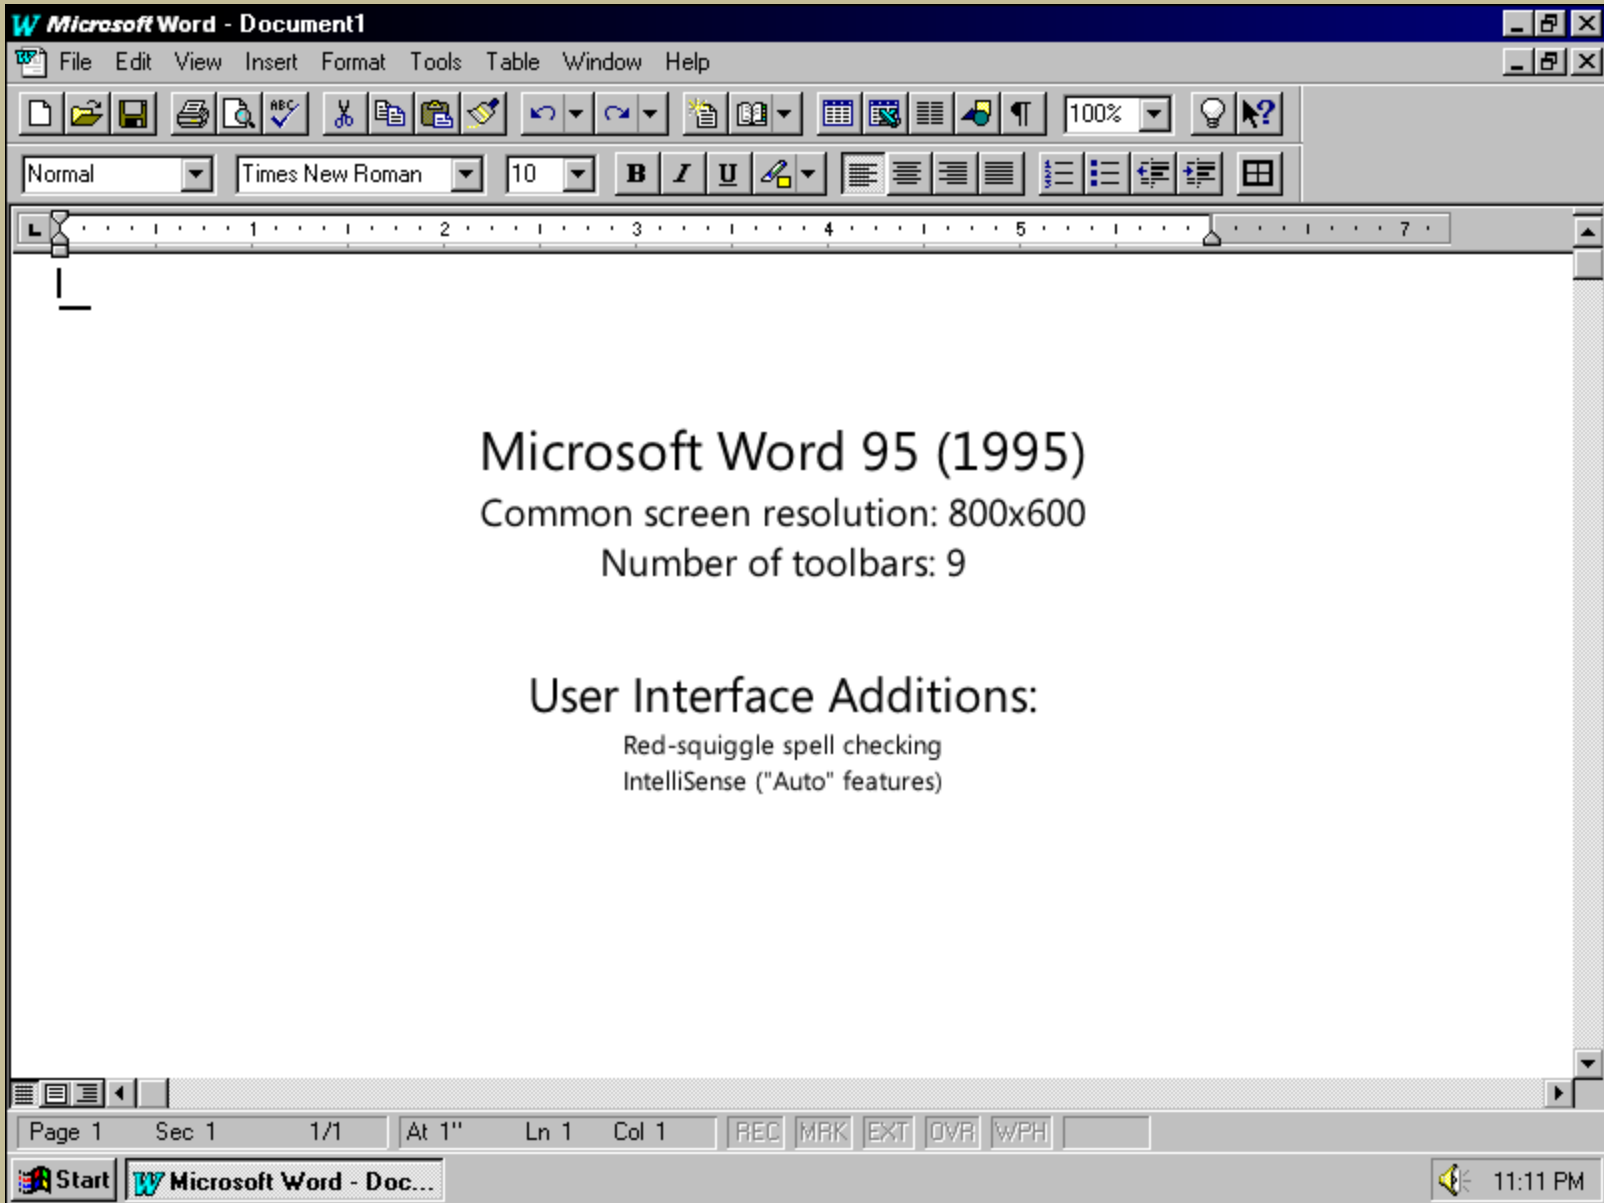 Microsoft Word - Document1
File Edit View Insert Format Tools Table Window Help
ABC
100%
?
Normal Times New Roman 10 B I U
1 2 3 4 5 7
Microsoft Word 95 (1995)
Common screen resolution: 800x600
Number of toolbars: 9
User Interface Additions:
Red-squiggle spell checking
IntelliSense ("Auto" features)
Page 1 Sec 1 1/1 At 1" Ln 1 Col 1 REC MRK EXT OVR WPH
Start Microsoft Word - Doc... 11:11 PM